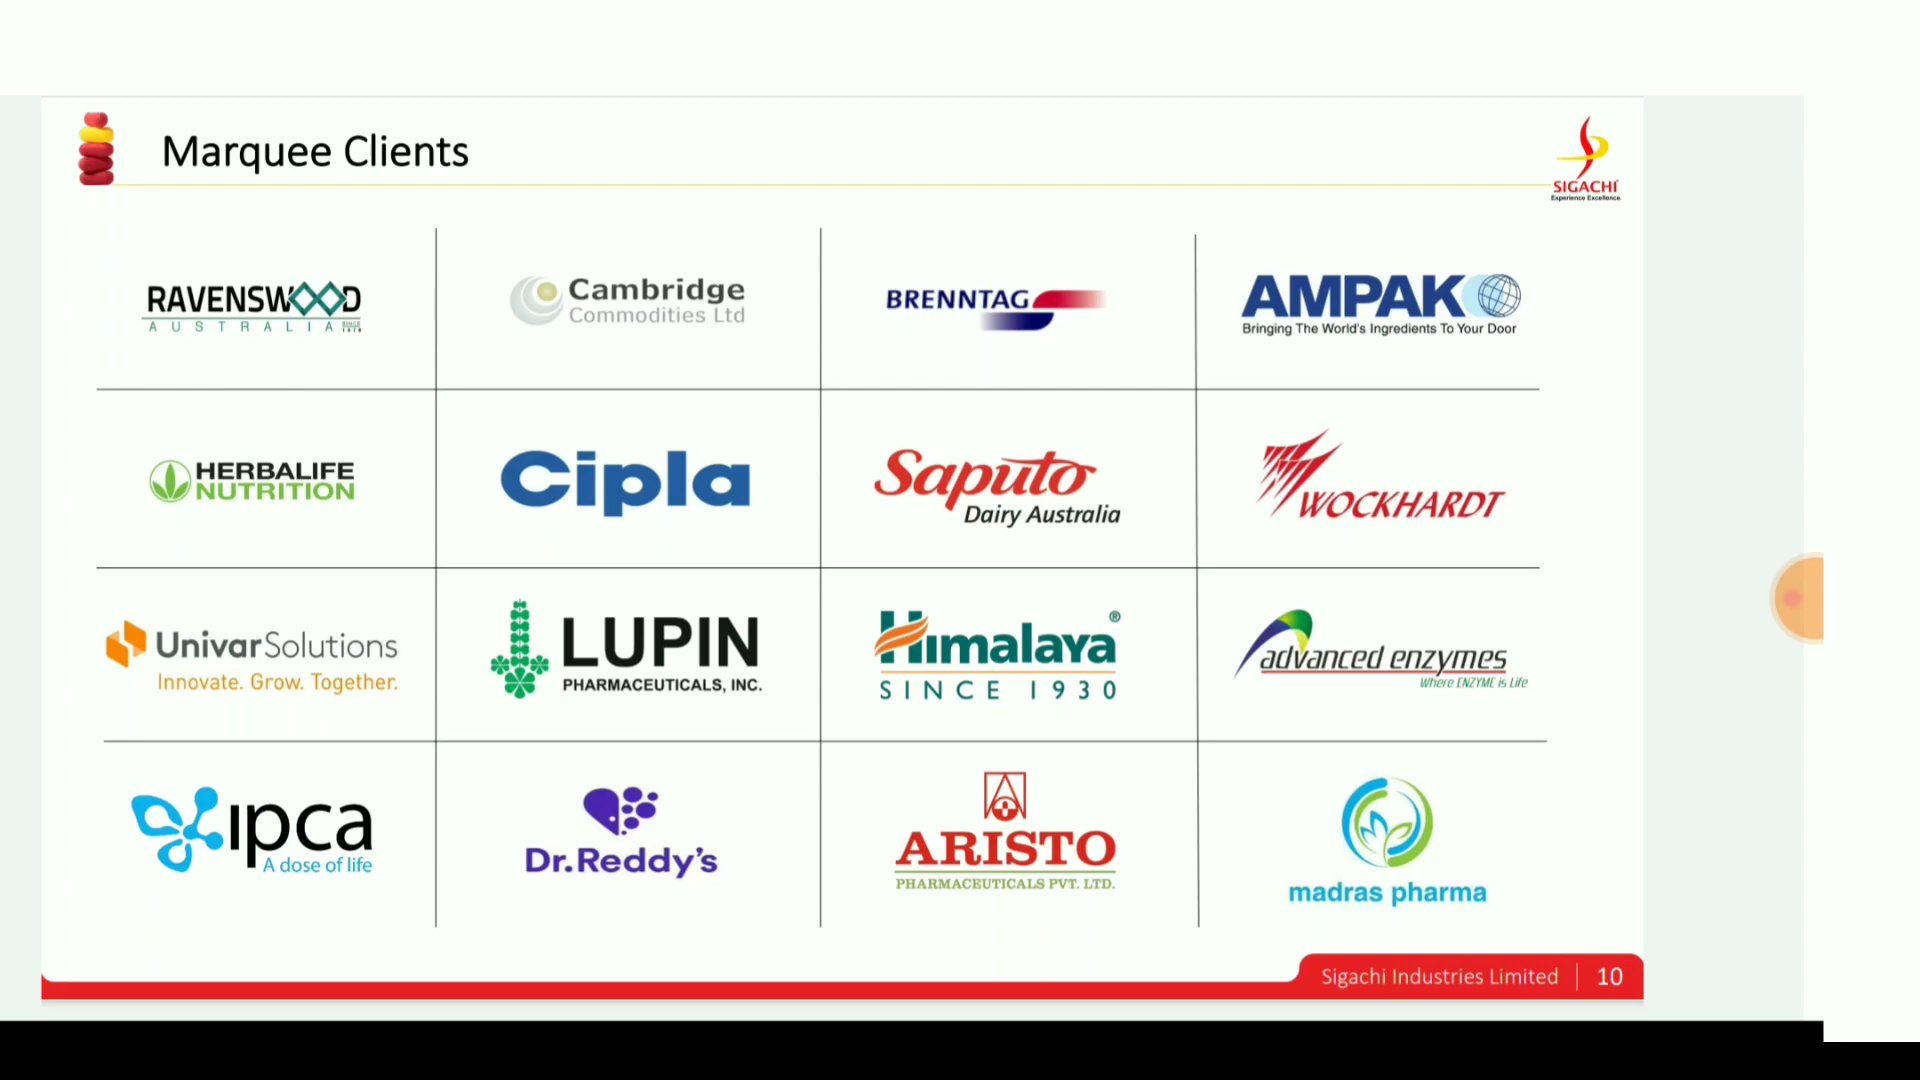 Marquee Clients
SIGACHI
Experience Excellence
RAVENSWOOD
AUSTRALIA
Cambridge
Commodities Ltd
BRENNTAG
AMPAK
Bringing The World's Ingredients To Your Door
HERBALIFE
NUTRITION
Cipla
Saputo
Dairy Australia
WOCKHARDT
UnivarSolutions
Innovate. Grow. Together.
LUPIN
PHARMACEUTICALS, INC.
Himalaya®
SINCE 1930
advanced enzymes
Where ENZYME is Life
ipca
A dose of life
Dr.Reddy's
ARISTO
PHARMACEUTICALS PVT. LTD.
madras pharma
Sigachi Industries Limited 10